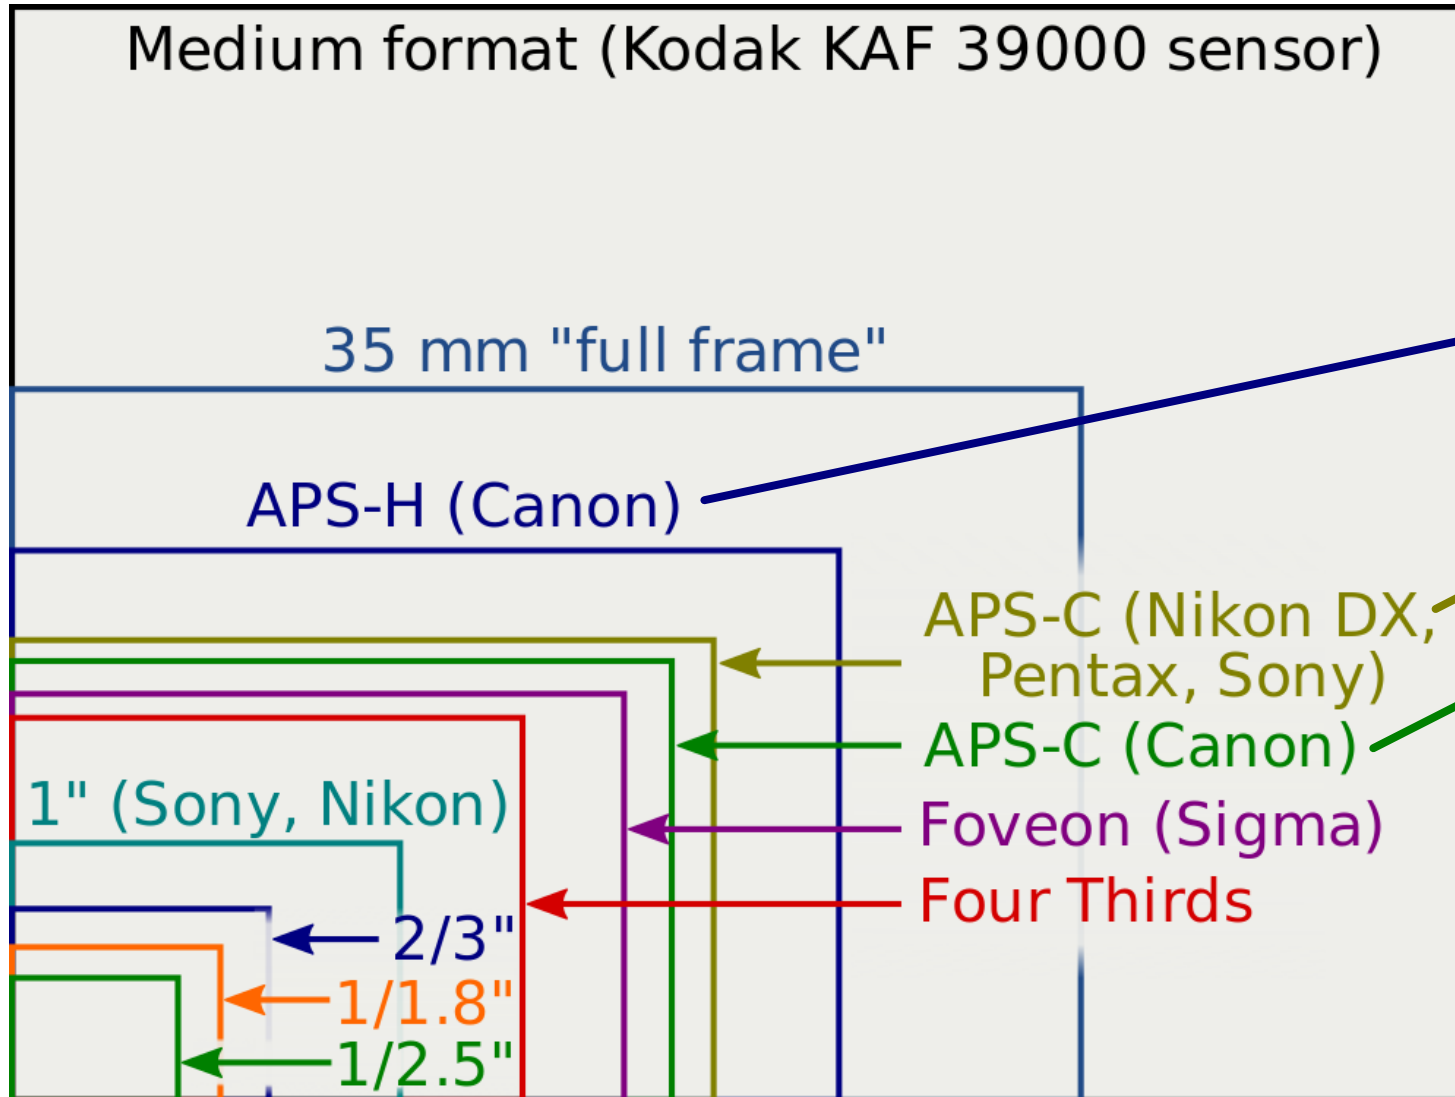 Medium format (Kodak KAF 39000 sensor)
35 mm "full frame"
APS-H (Canon)
APS-C (Nikon DX,
Pentax, Sony)
APS-C (Canon)
1" (Sony, Nikon)
Foveon (Sigma)
Four Thirds
2/3"
1/1.8"
1/2.5"